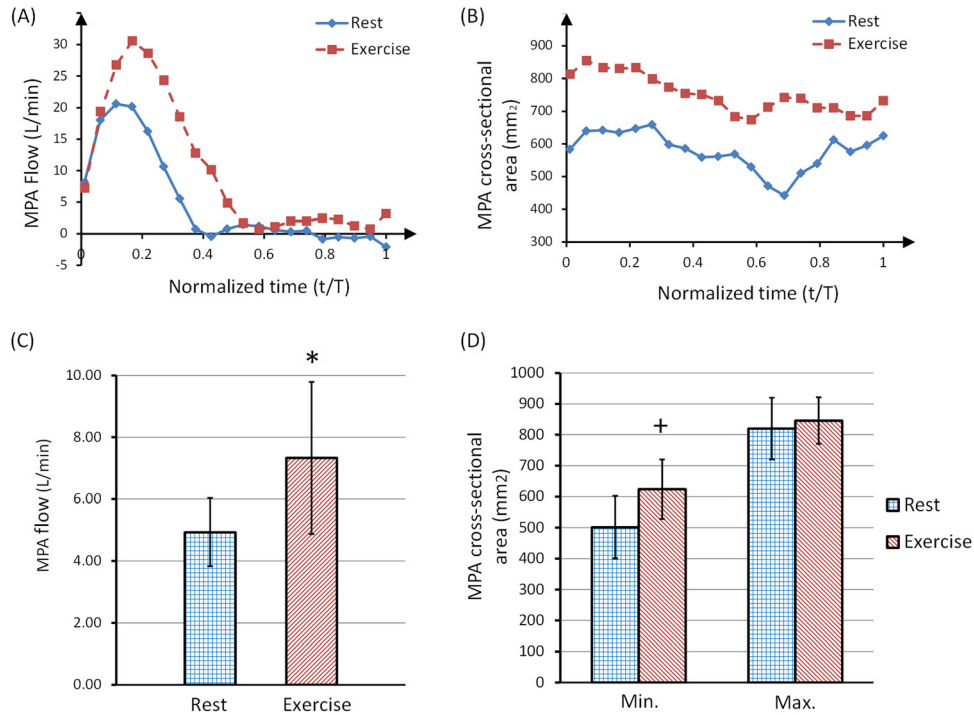 (A)
Rest
Exercise
MPA Flow (L/min)
30
25
20
15
10
5
0
-5
0
0.2
0.4
0.6
0.8
1
Normalized time (t/T)
(B)
Rest
Exercise
MPA cross-sectional
area (mm2)
900
800
700
600
500
400
300
0
0.2
0.4
0.6
0.8
1
Normalized time (t/T)
(C)
*
MPA flow (L/min)
10.00
8.00
6.00
4.00
2.00
0.00
Rest
Exercise
(D)
+
MPA cross-sectional
area (mm2)
1000
900
800
700
600
500
400
300
200
100
0
Min.
Max.
Rest
Exercise